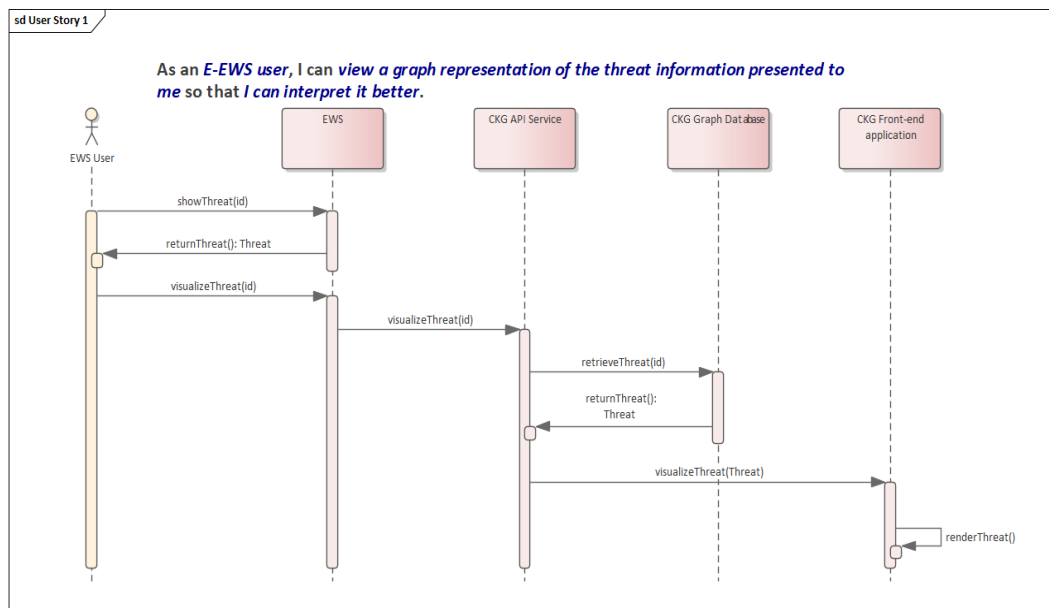 sd User Story 1
As an E-EWS user, I can view a graph representation of the threat information presented to
me so that I can interpret it better.
EWS User
EWS
CKG API Service
CKG Graph Database
CKG Front-end
application
showThreat(id)
returnThreat(): Threat
visualizeThreat(id)
visualizeThreat(id)
retrieveThreat(id)
returnThreat():
Threat
visualizeThreat(Threat)
renderThreat()